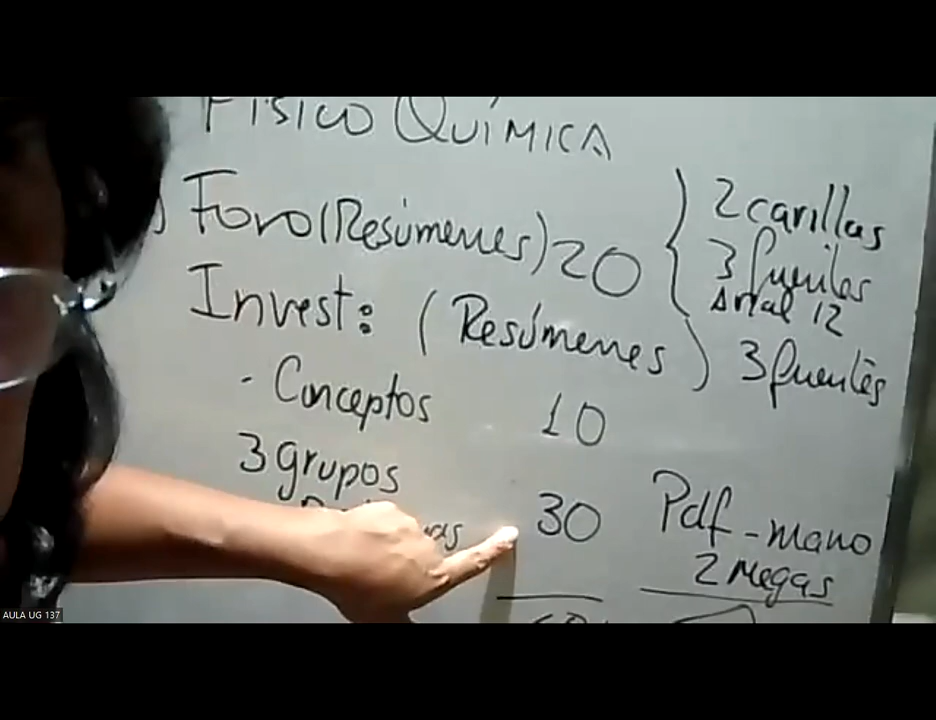 FISICO QUÍMICA
Foro (Resúmenes) 20
2 carillas
3 fuentes
Arial 12
Invest: (Resúmenes) 3 fuentes
- Conceptos 10
3 grupos
30 Pdf - mano
2 Megas
AULA UG 137